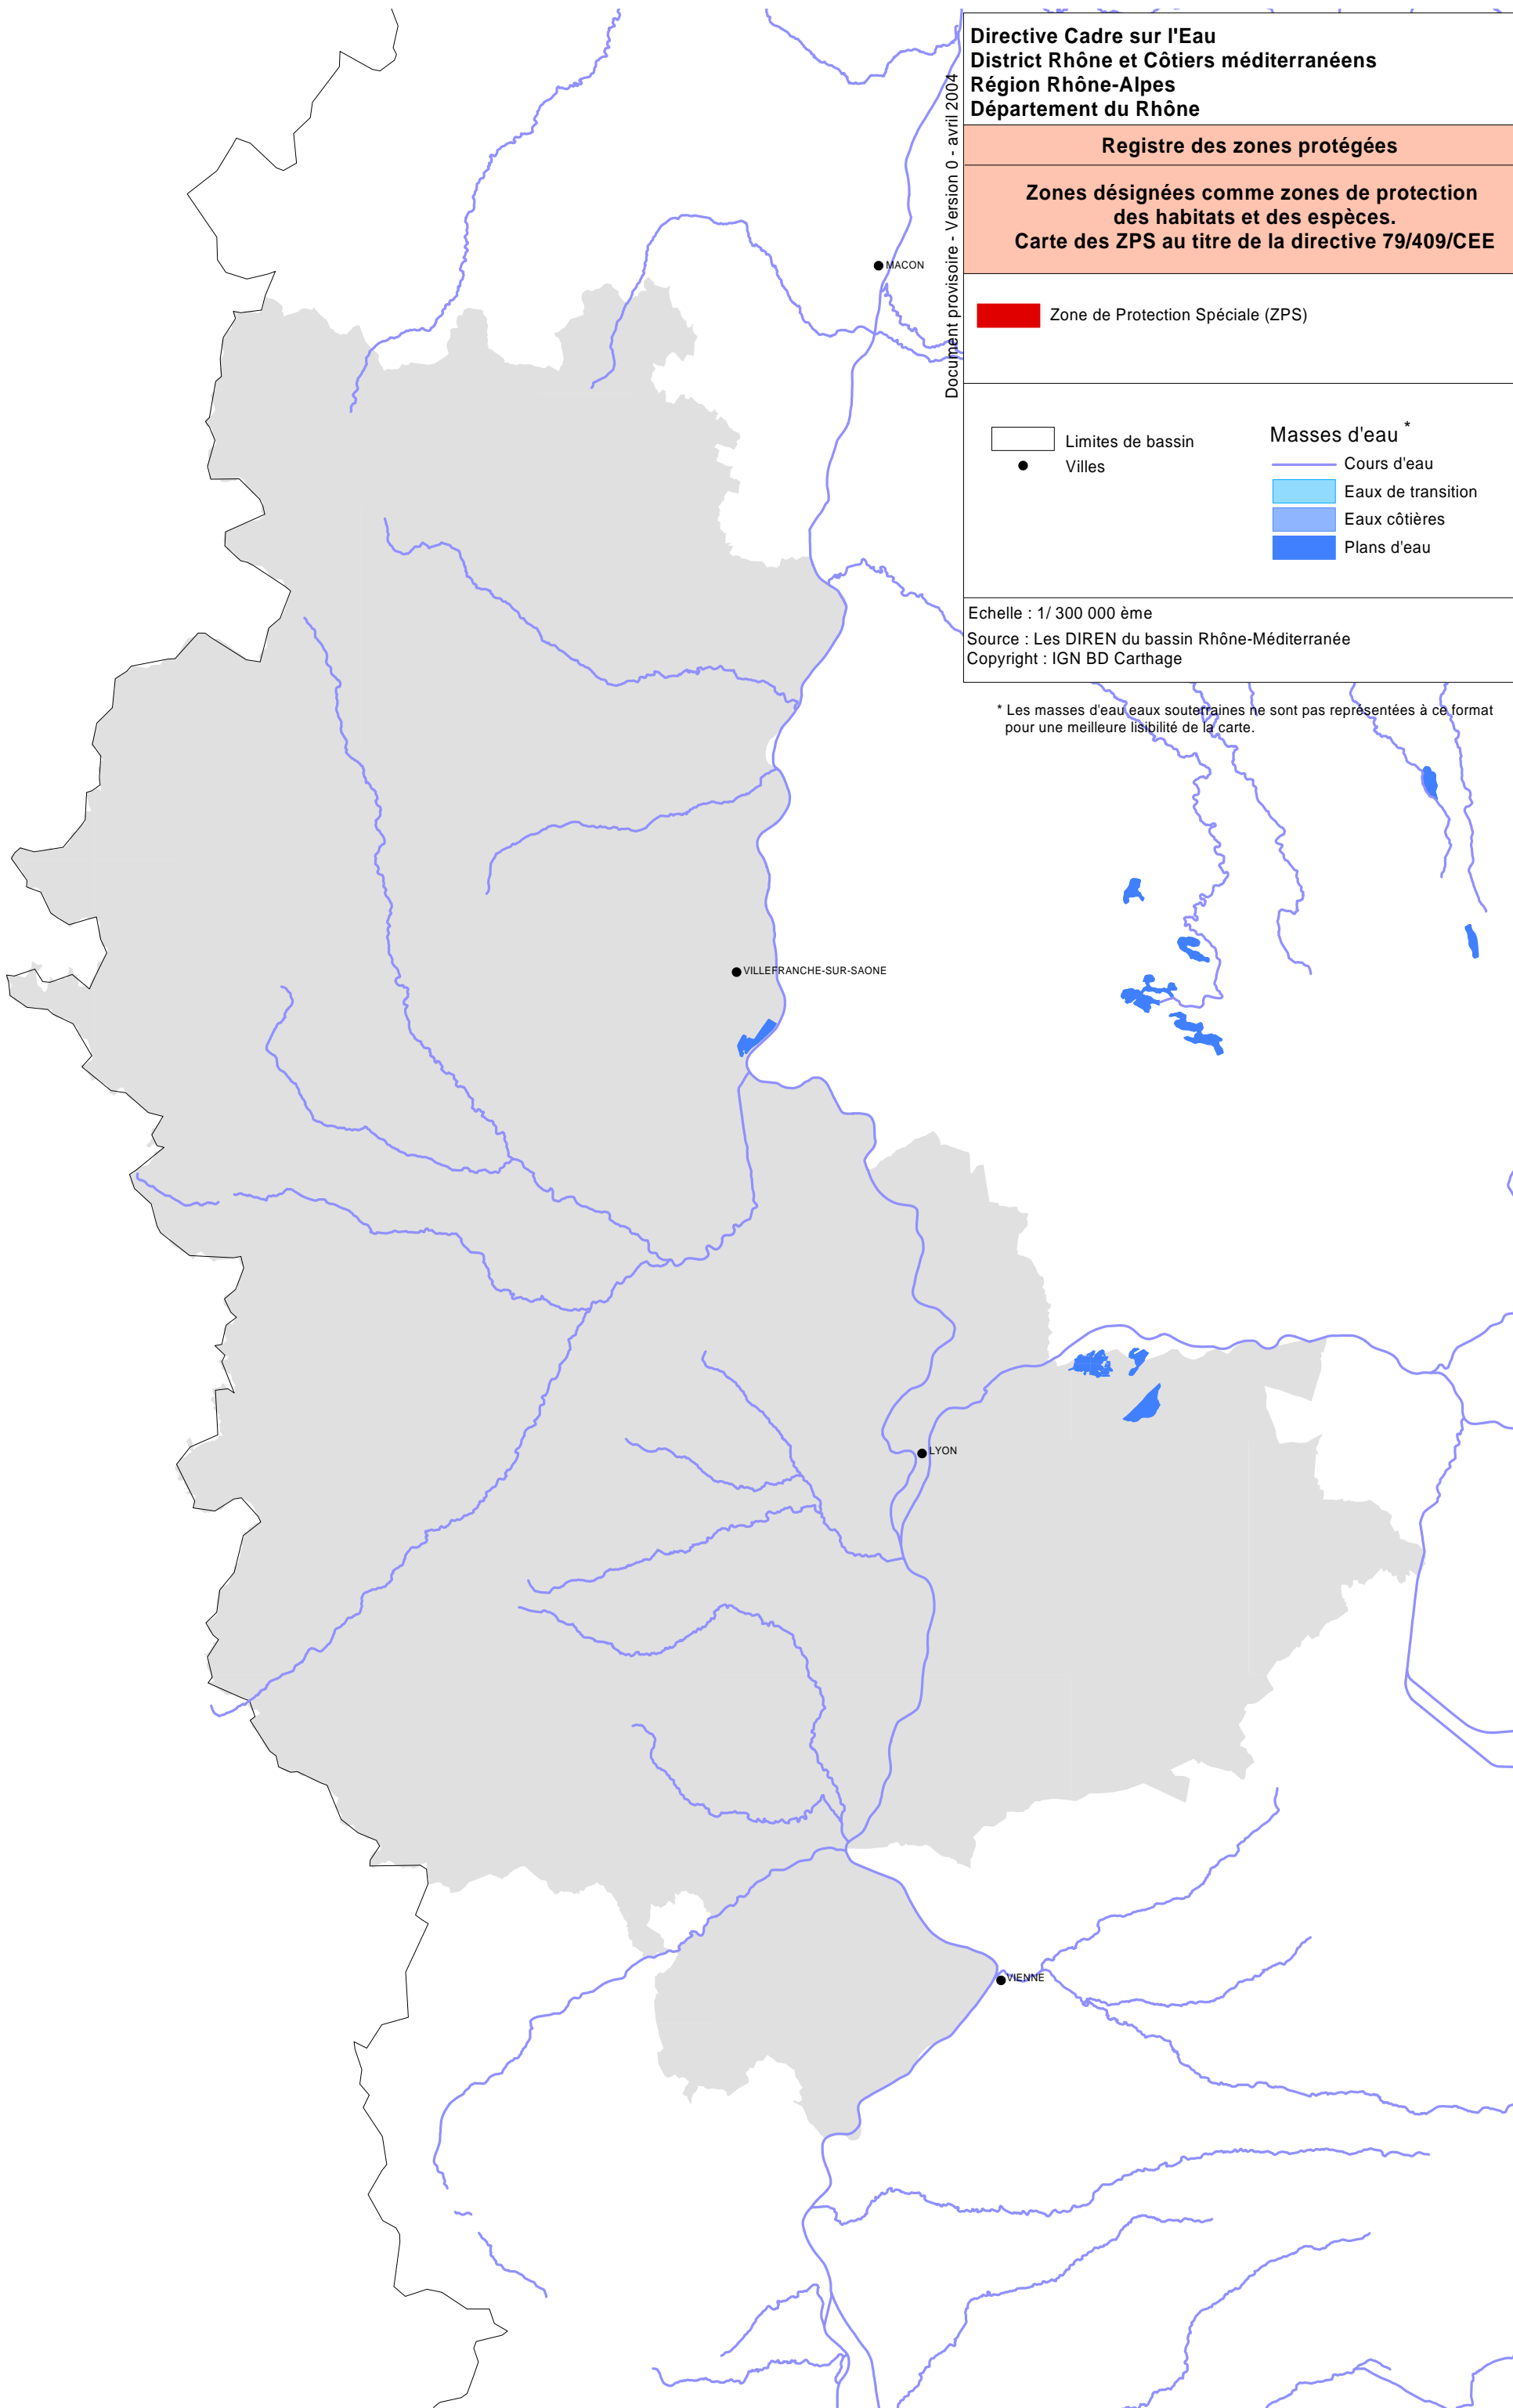 Directive Cadre sur l'Eau
District Rhône et Côtiers méditerranéens
Région Rhône-Alpes
Département du Rhône
Registre des zones protégées
Zones désignées comme zones de protection
des habitats et des espèces.
Carte des ZPS au titre de la directive 79/409/CEE
Document provisoire - Version 0 - avril 2004
Zone de Protection Spéciale (ZPS)
Limites de bassin
Villes
Masses d'eau *
Cours d'eau
Eaux de transition
Eaux côtières
Plans d'eau
Echelle : 1/ 300 000 ème
Source : Les DIREN du bassin Rhône-Méditerranée
Copyright : IGN BD Carthage
* Les masses d'eau eaux souterraines ne sont pas représentées à ce format
pour une meilleure lisibilité de la carte.
MACON
VILLEFRANCHE-SUR-SAONE
LYON
VIENNE